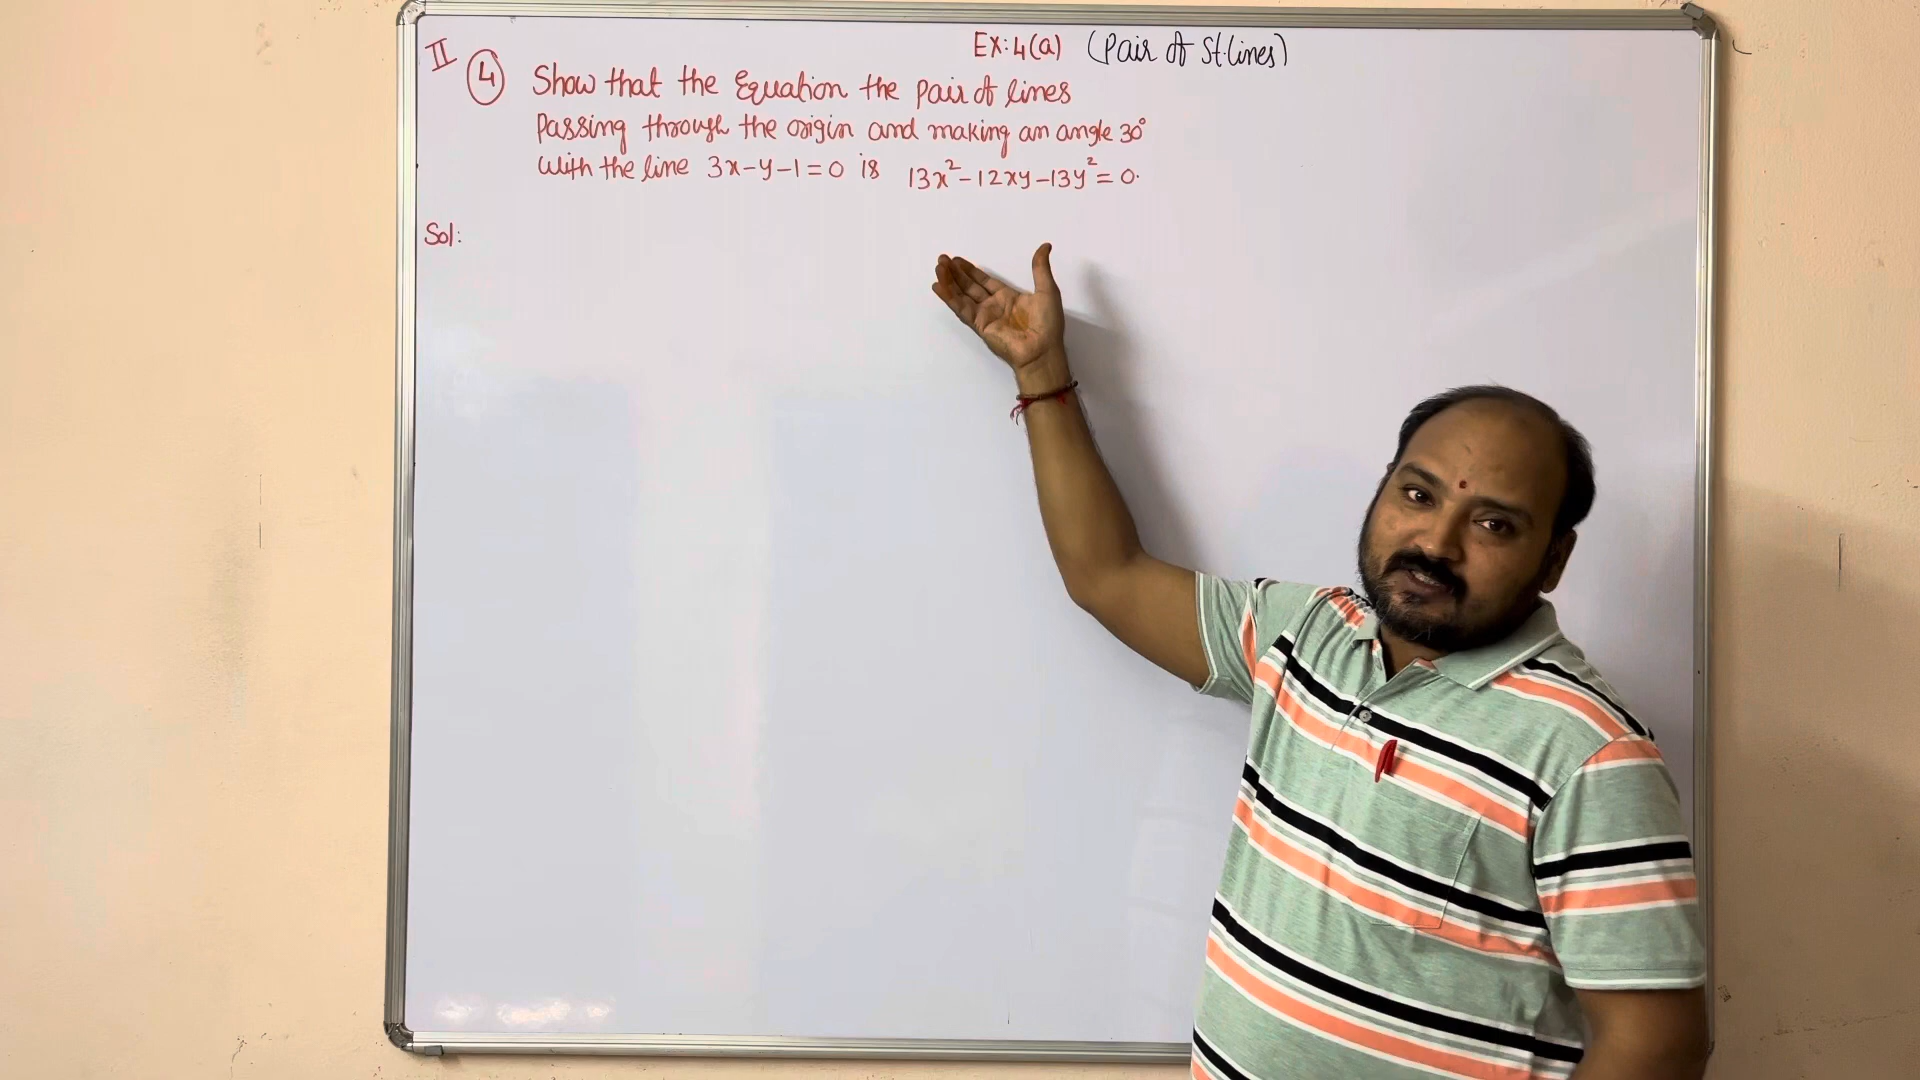 Ex: 4(a) (Pair of St. lines)
II 4 Show that the Equation the pair of lines
Passing through the origin and making an angle 30°
with the line 3x-y-1=0 is 13x²-12xy-13y²=0.
Sol: